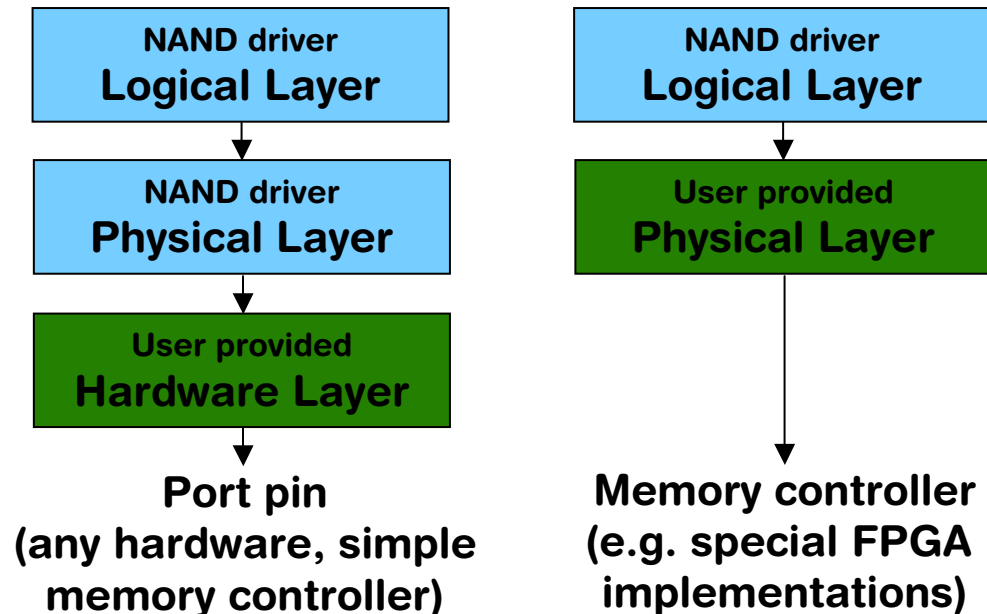 NAND driver
Logical Layer
NAND driver
Physical Layer
User provided
Hardware Layer
Port pin
(any hardware, simple
memory controller)
NAND driver
Logical Layer
User provided
Physical Layer
Memory controller
(e.g. special FPGA
implementations)